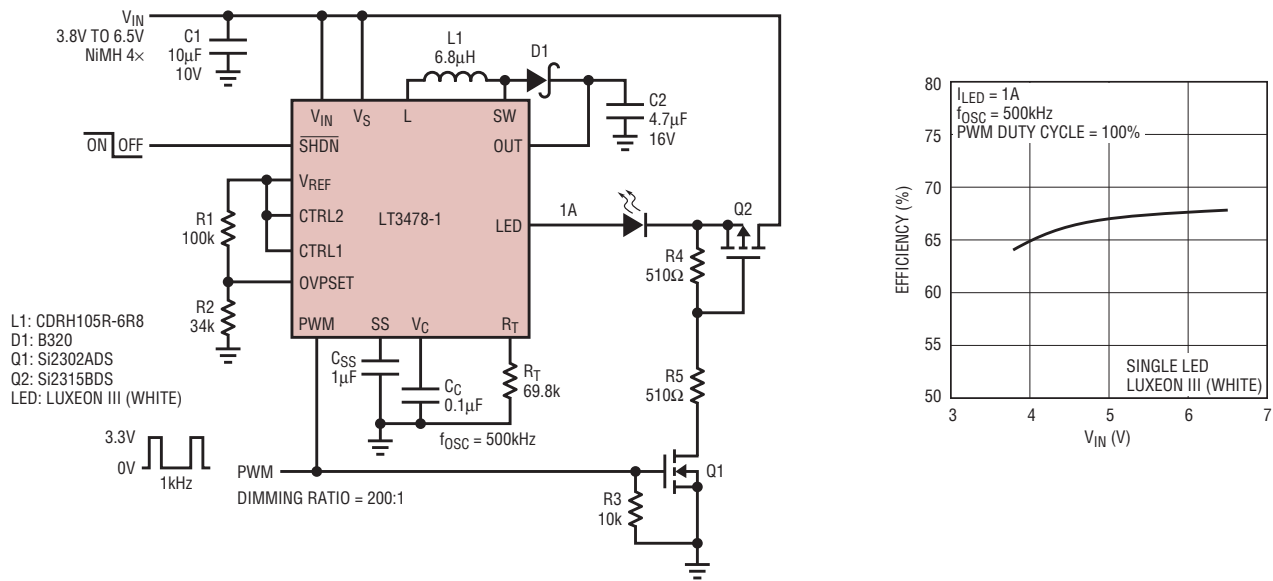 VIN
3.8V TO 6.5V
NiMH 4×
C1
10µF
10V
L1
6.8µH
D1
C2
4.7µF
16V
VIN
VS
L
SW
ON
OFF
SHDN
OUT
VREF
CTRL2
LT3478-1
CTRL1
LED
1A
Q2
R1
100k
R4
510Ω
OVPSET
R2
34k
PWM
SS
VC
RT
L1: CDRH105R-6R8
D1: B320
Q1: Si2302ADS
Q2: Si2315BDS
LED: LUXEON III (WHITE)
CSS
1µF
CC
0.1µF
RT
69.8k
R5
510Ω
fOSC = 500kHz
3.3V
0V
1kHz
PWM
DIMMING RATIO = 200:1
R3
10k
Q1
EFFICIENCY (%)
80
75
70
65
60
55
50
ILED = 1A
fOSC = 500kHz
PWM DUTY CYCLE = 100%
SINGLE LED
LUXEON III (WHITE)
3
4
5
6
7
VIN (V)